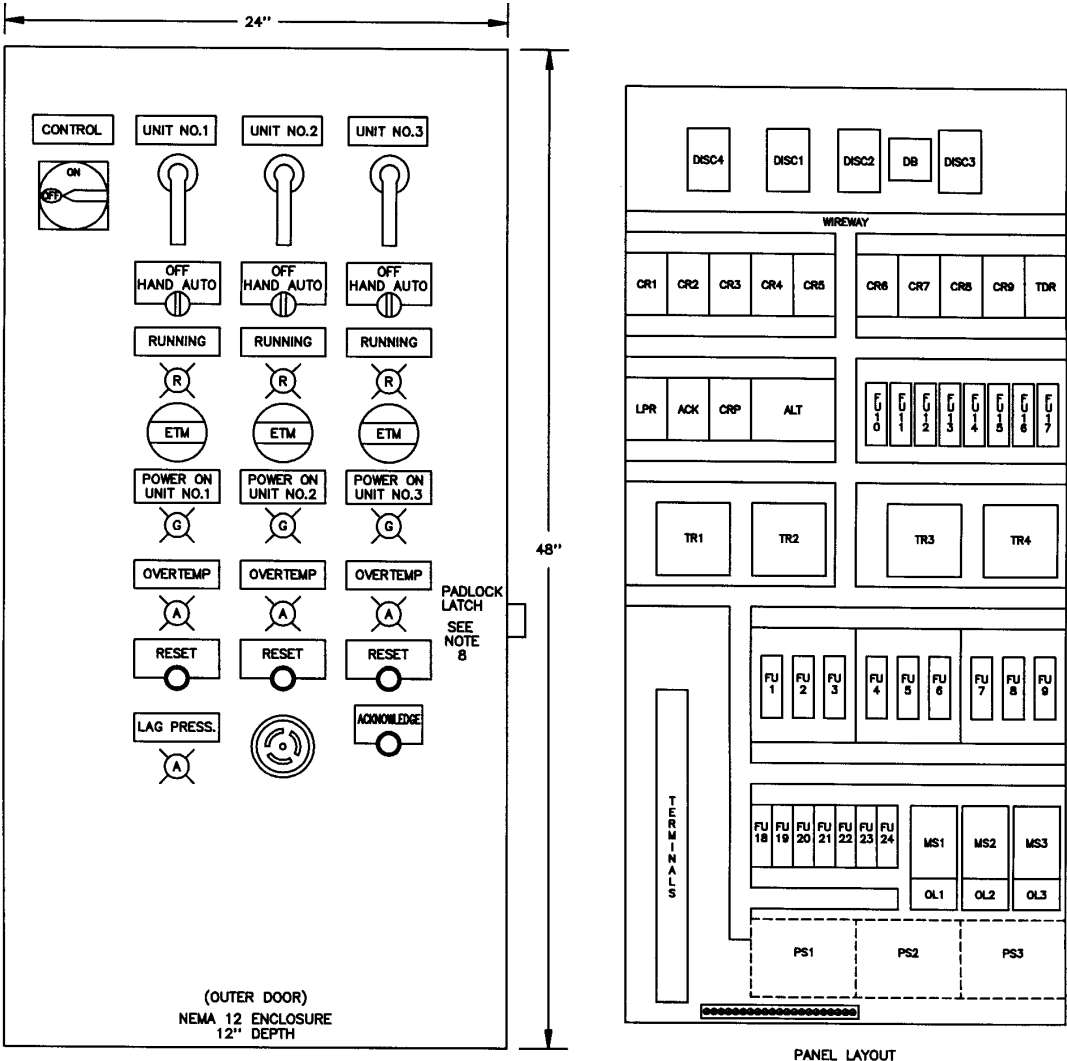 24"
CONTROL
UNIT NO.1
UNIT NO.2
UNIT NO.3
ON
OFF
OFF
HAND AUTO
OFF
HAND AUTO
OFF
HAND AUTO
RUNNING
RUNNING
RUNNING
R
R
R
ETM
ETM
ETM
POWER ON
UNIT NO.1
POWER ON
UNIT NO.2
POWER ON
UNIT NO.3
G
G
G
48"
OVERTEMP
OVERTEMP
OVERTEMP
A
A
A
PADLOCK
LATCH
SEE
NOTE
8
RESET
RESET
RESET
LAG PRESS.
ACKNOWLEDGE
A
(OUTER DOOR)
NEMA 12 ENCLOSURE
12" DEPTH
DISC4
DISC1
DISC2
DB
DISC3
WIREWAY
CR1
CR2
CR3
CR4
CR5
CR6
CR7
CR8
CR9
TDR
LPR
ACK
CRP
ALT
FU10
FU11
FU12
FU13
FU14
FU15
FU16
FU17
TR1
TR2
TR3
TR4
FU
1
FU
2
FU
3
FU
4
FU
5
FU
6
FU
7
FU
8
FU
9
TERMINALS
FU
18
FU
19
FU
20
FU
21
FU
22
FU
23
FU
24
MS1
MS2
MS3
OL1
OL2
OL3
PS1
PS2
PS3
PANEL LAYOUT